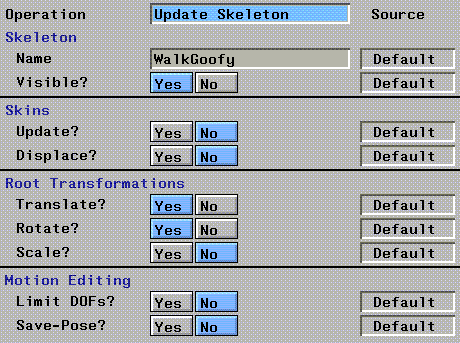 Operation Update Skeleton Source
Skeleton
Name WalkGoofy Default
Visible? Yes No Default
Skins
Update? Yes No Default
Displace? Yes No Default
Root Transformations
Translate? Yes No Default
Rotate? Yes No Default
Scale? Yes No Default
Motion Editing
Limit DOFs? Yes No Default
Save-Pose? Yes No Default